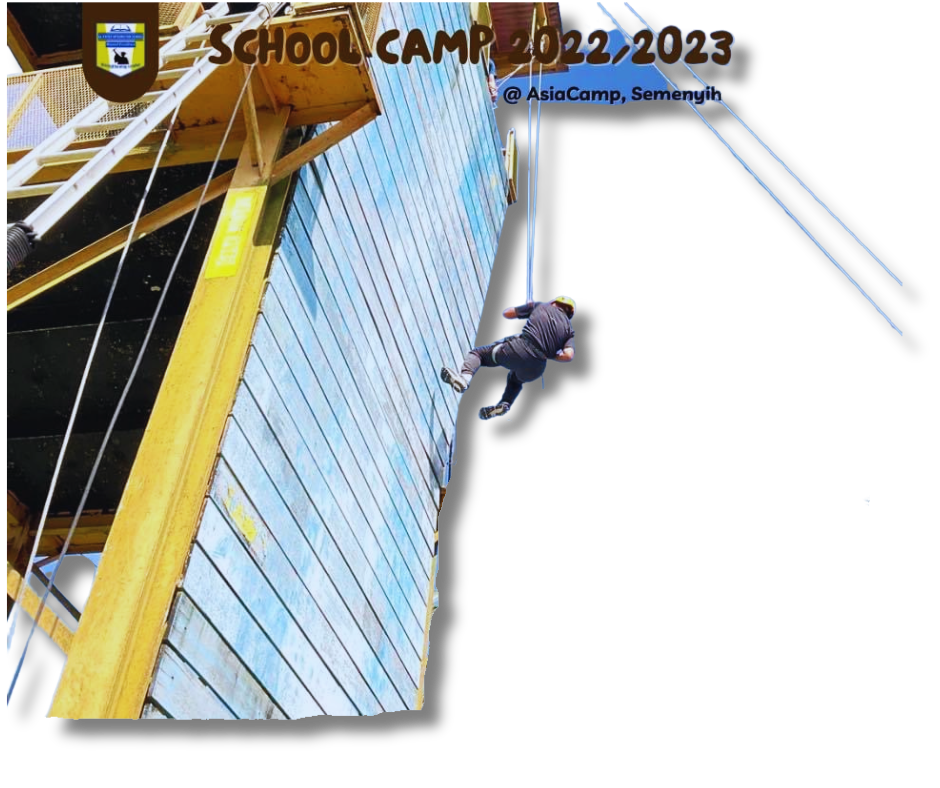 SCHOOL CAMP 2022/2023
@ AsiaCamp, Semenyih